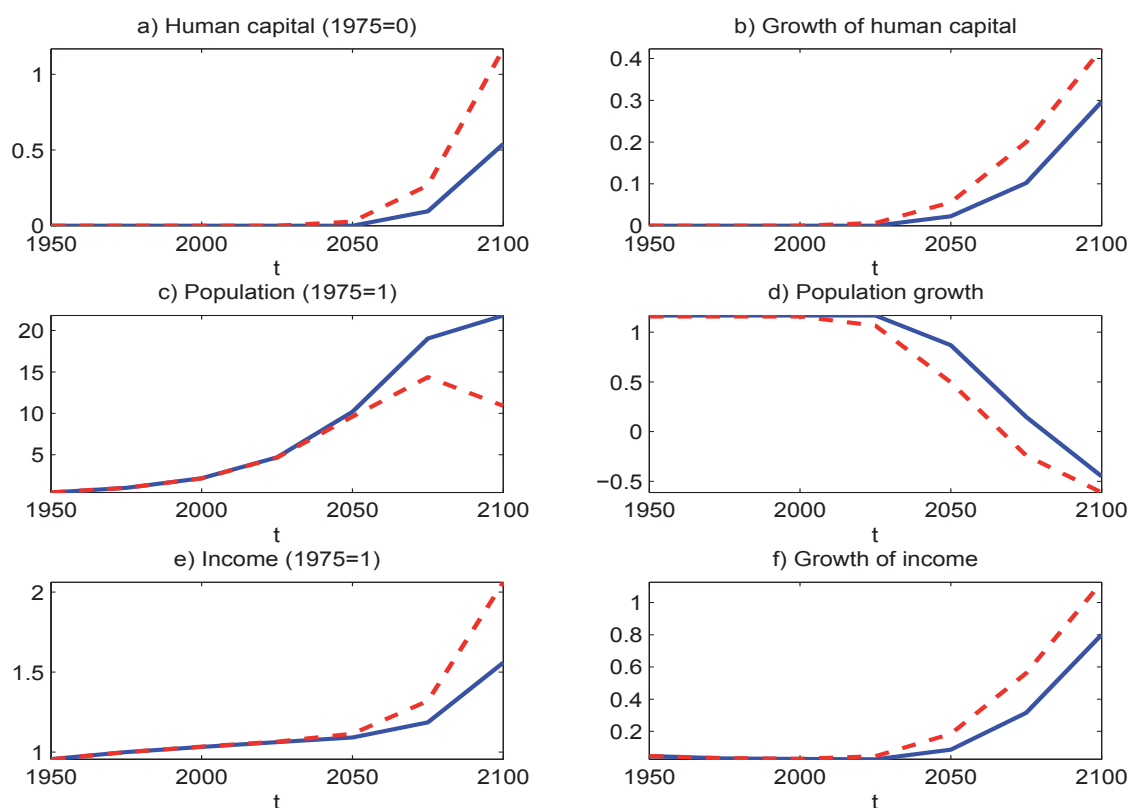 a) Human capital (1975=0)
1
0.5
0
1950 2000 2050 2100
t
b) Growth of human capital
0.4
0.3
0.2
0.1
0
1950 2000 2050 2100
t
c) Population (1975=1)
20
15
10
5
1950 2000 2050 2100
t
d) Population growth
1
0.5
0
−0.5
1950 2000 2050 2100
t
e) Income (1975=1)
2
1.5
1
1950 2000 2050 2100
t
f) Growth of income
1
0.8
0.6
0.4
0.2
1950 2000 2050 2100
t